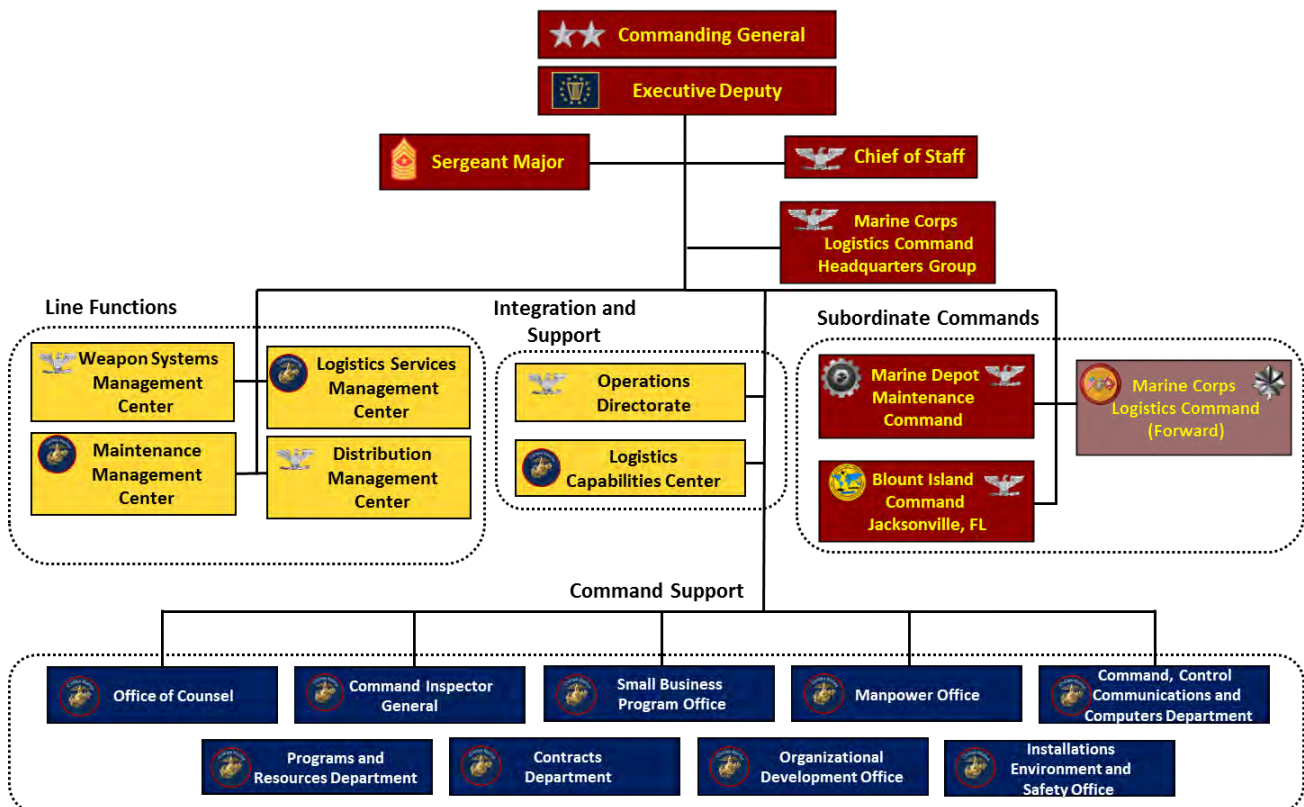 Commanding General
Executive Deputy
Sergeant Major
Chief of Staff
Marine Corps
Logistics Command
Headquarters Group
Line Functions
Integration and
Support
Subordinate Commands
Weapon Systems
Management
Center
Logistics Services
Management
Center
Maintenance
Management
Center
Distribution
Management
Center
Operations
Directorate
Logistics
Capabilities Center
Marine Depot
Maintenance
Command
Marine Corps
Logistics Command
(Forward)
Blount Island
Command
Jacksonville, FL
Command Support
Office of Counsel
Command Inspector
General
Small Business
Program Office
Manpower Office
Command, Control
Communications and
Computers Department
Programs and
Resources Department
Contracts
Department
Organizational
Development Office
Installations
Environment and
Safety Office